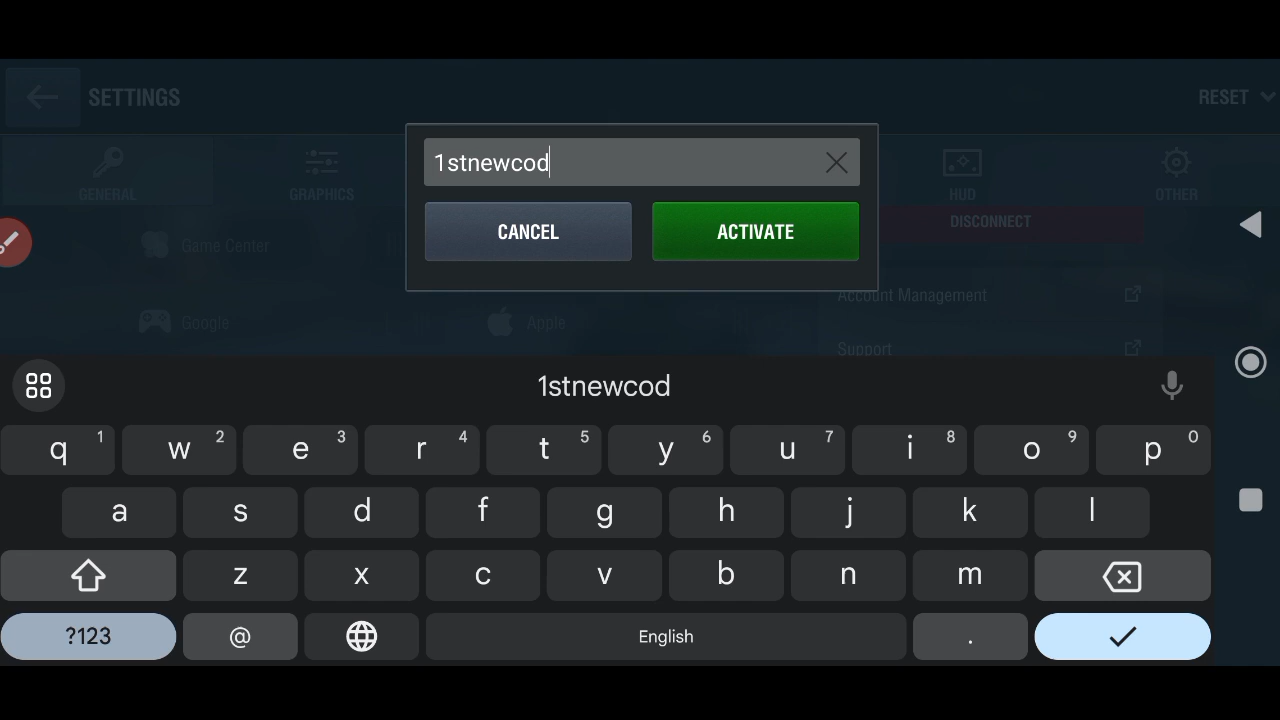 SETTINGS
RESET
1stnewcod
CANCEL
ACTIVATE
GENERAL
GRAPHICS
HUD
OTHER
DISCONNECT
Game Center
Account Management
Google
Apple
Support
1stnewcod
q 1 w 2 e 3 r 4 t 5 y 6 u 7 i 8 o 9 p 0
a s d f g h j k l
z x c v b n m
?123 @ English .